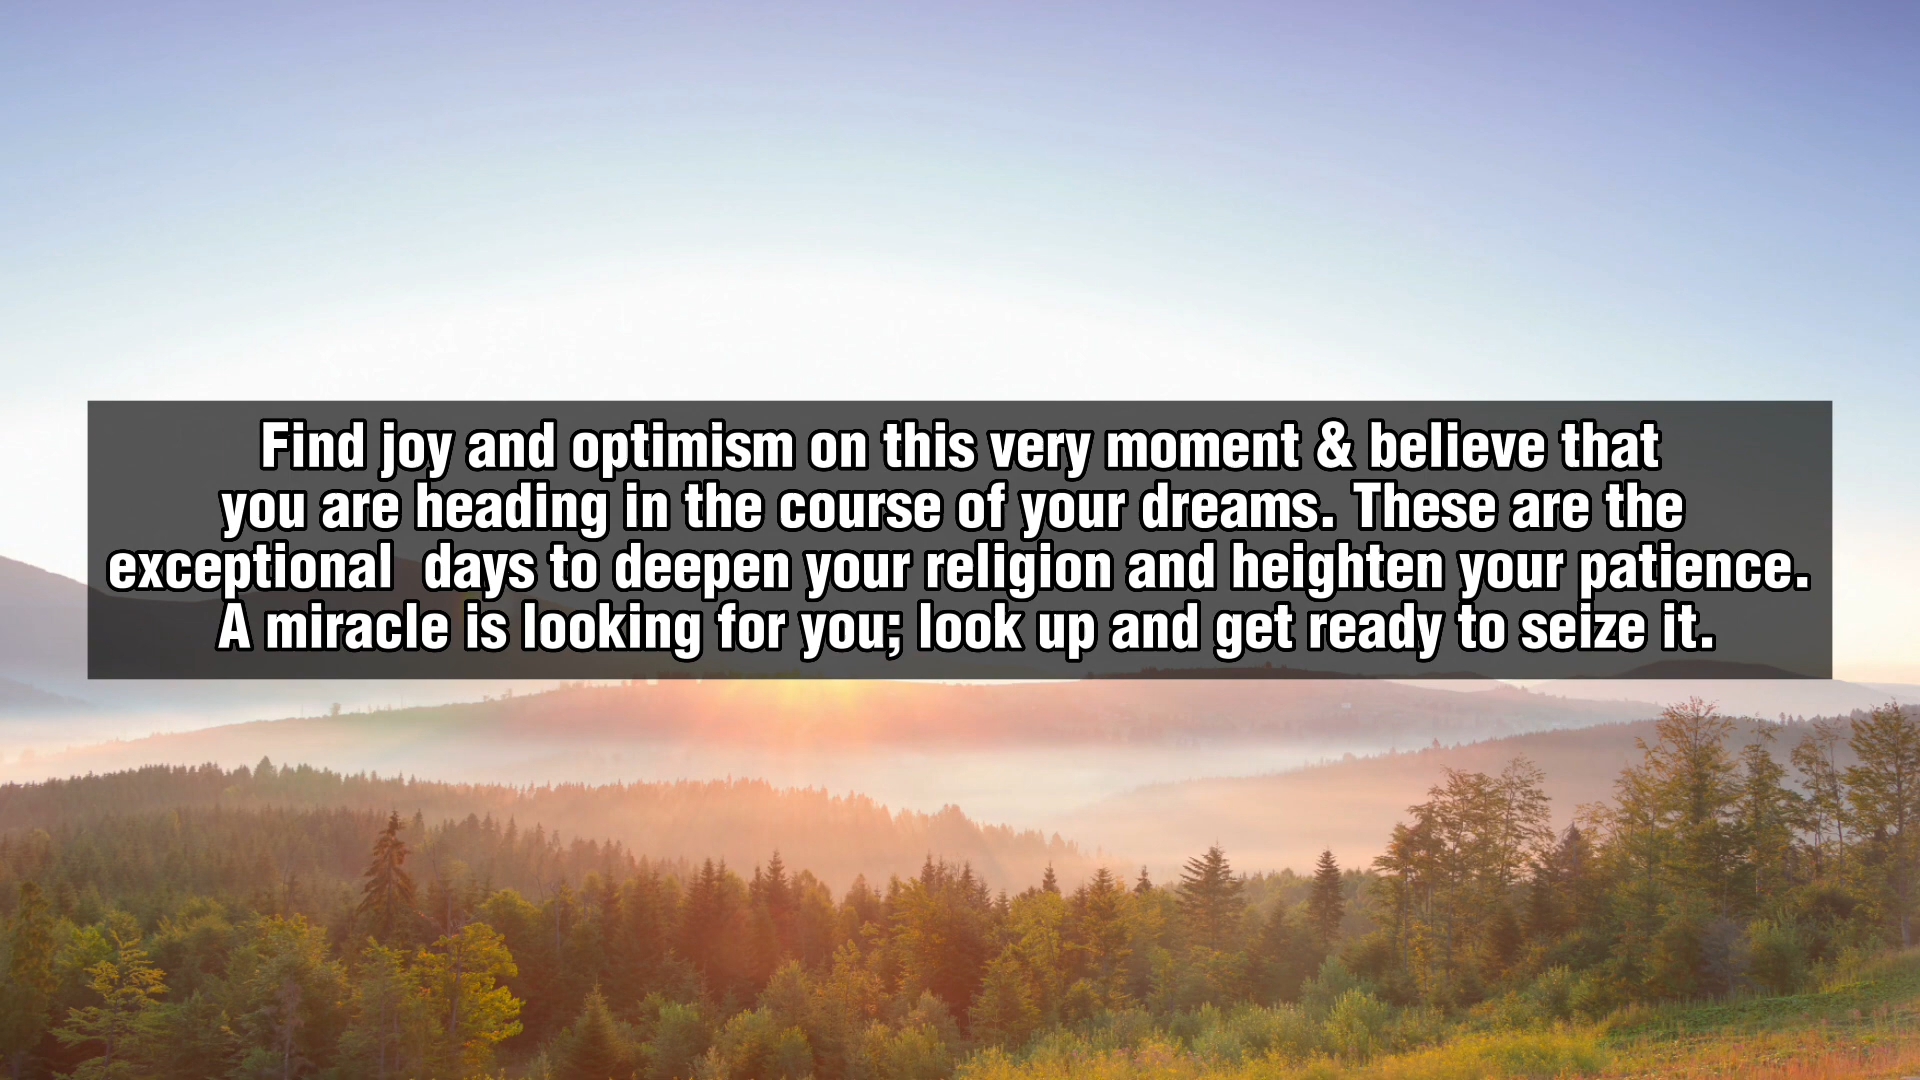 Find joy and optimism on this very moment & believe that
you are heading in the course of your dreams. These are the
exceptional  days to deepen your religion and heighten your patience.
A miracle is looking for you; look up and get ready to seize it.